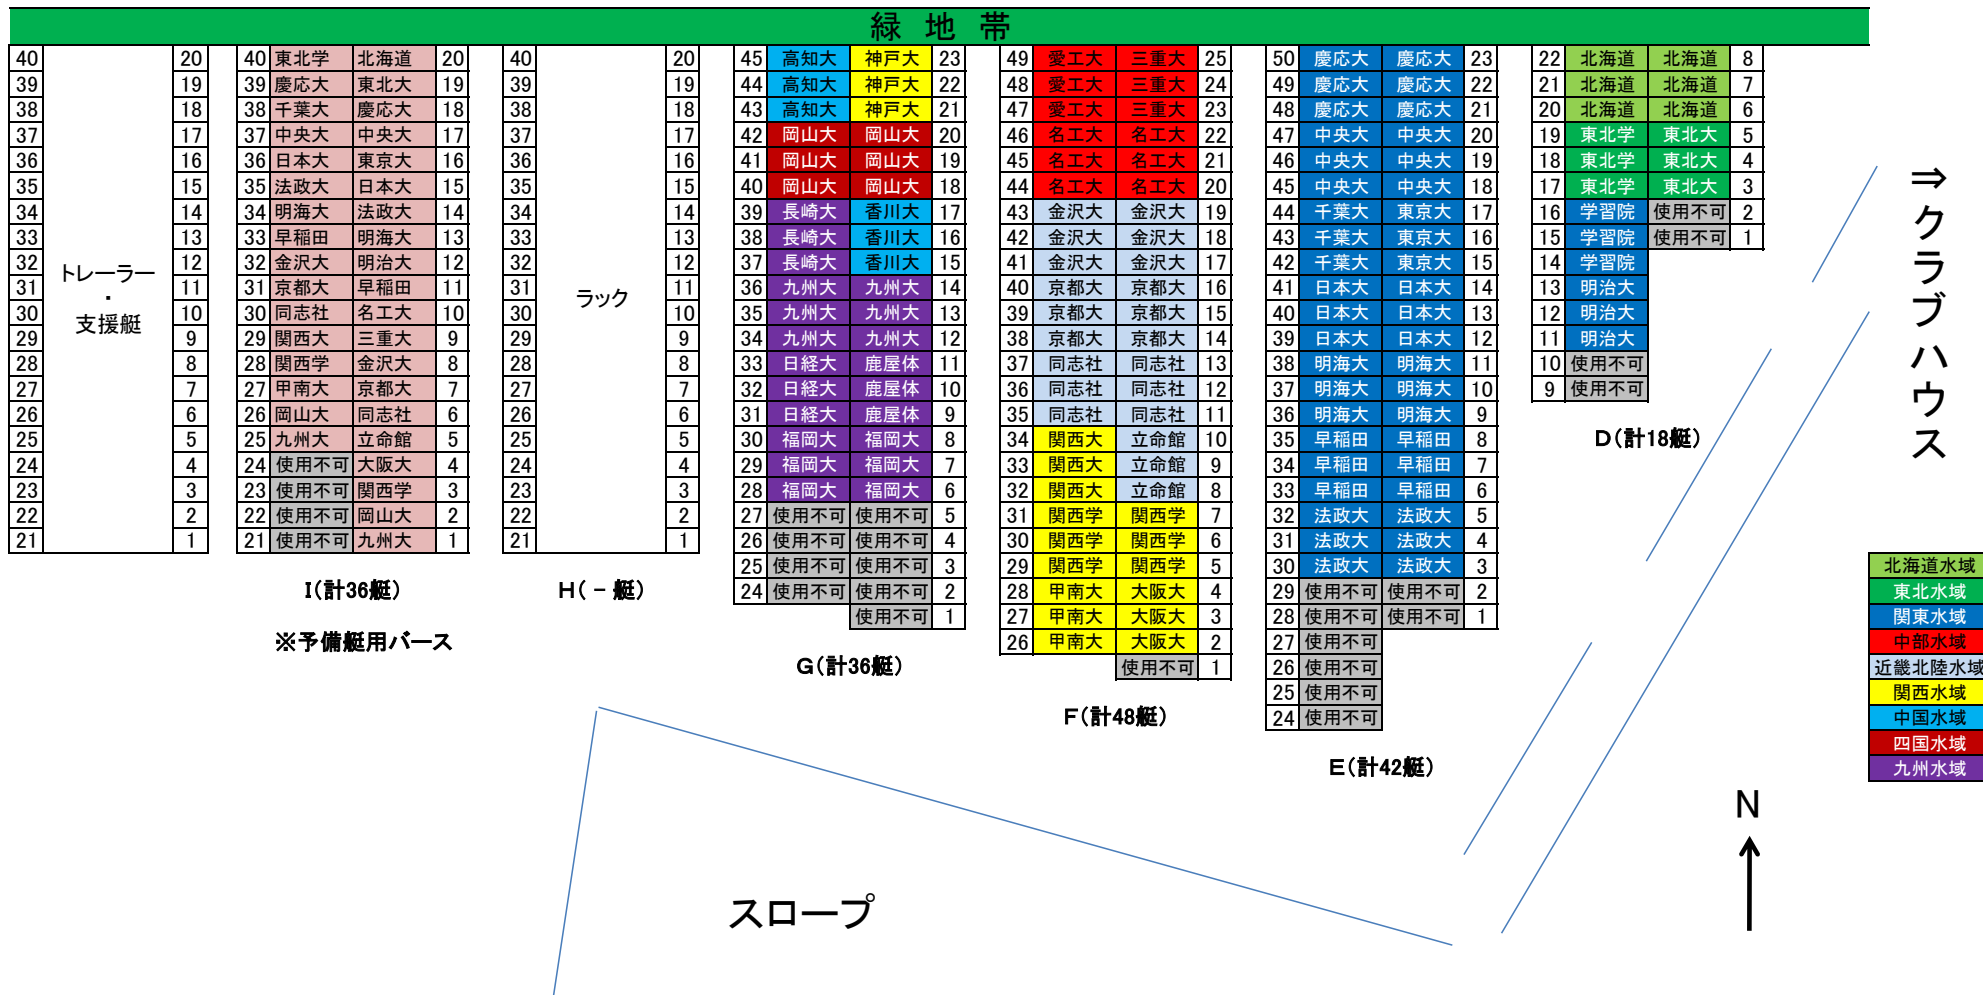 緑 地 帯
40 20 40 東北学 北海道 20 40 20 45 高知大 神戸大 23 49 愛工大 三重大 25 50 慶応大 慶応大 23 22 北海道 北海道 8
39 19 39 慶応大 東北大 19 39 19 44 高知大 神戸大 22 48 愛工大 三重大 24 49 慶応大 慶応大 22 21 北海道 北海道 7
38 18 38 千葉大 慶応大 18 38 18 43 高知大 神戸大 21 47 愛工大 三重大 23 48 慶応大 慶応大 21 20 北海道 北海道 6
37 17 37 中央大 中央大 17 37 17 42 岡山大 岡山大 20 46 名工大 名工大 22 47 中央大 中央大 20 19 東北学 東北大 5
36 16 36 日本大 東京大 16 36 16 41 岡山大 岡山大 19 45 名工大 名工大 21 46 中央大 中央大 19 18 東北学 東北大 4
35 15 35 法政大 日本大 15 35 15 40 岡山大 岡山大 18 44 名工大 名工大 20 45 中央大 中央大 18 17 東北学 東北大 3
34 14 34 明海大 法政大 14 34 14 39 長崎大 香川大 17 43 金沢大 金沢大 19 44 千葉大 東京大 17 16 学習院 使用不可 2
33 13 33 早稲田 明海大 13 33 13 38 長崎大 香川大 16 42 金沢大 金沢大 18 43 千葉大 東京大 16 15 学習院 使用不可 1
32 12 32 金沢大 明治大 12 32 12 37 長崎大 香川大 15 41 金沢大 金沢大 17 42 千葉大 東京大 15 14 学習院
31 11 31 京都大 早稲田 11 31 11 36 九州大 九州大 14 40 京都大 京都大 16 41 日本大 日本大 14 13 明治大
30 10 30 同志社 名工大 10 30 10 35 九州大 九州大 13 39 京都大 京都大 15 40 日本大 日本大 13 12 明治大
29 9 29 関西大 三重大 9 29 9 34 九州大 九州大 12 38 京都大 京都大 14 39 日本大 日本大 12 11 明治大
28 8 28 関西学 金沢大 8 28 8 33 日経大 鹿屋体 11 37 同志社 同志社 13 38 明海大 明海大 11 10 使用不可
27 7 27 甲南大 京都大 7 27 7 32 日経大 鹿屋体 10 36 同志社 同志社 12 37 明海大 明海大 10 9 使用不可
26 6 26 岡山大 同志社 6 26 6 31 日経大 鹿屋体 9 35 同志社 同志社 11 36 明海大 明海大 9
25 5 25 九州大 立命館 5 25 5 30 福岡大 福岡大 8 34 関西大 立命館 10 35 早稲田 早稲田 8
24 4 24 使用不可 大阪大 4 24 4 29 福岡大 福岡大 7 33 関西大 立命館 9 34 早稲田 早稲田 7
23 3 23 使用不可 関西学 3 23 3 28 福岡大 福岡大 6 32 関西大 立命館 8 33 早稲田 早稲田 6
22 2 22 使用不可 岡山大 2 22 2 27 使用不可 使用不可 5 31 関西学 関西学 7 32 法政大 法政大 5
21 1 21 使用不可 九州大 1 21 1 26 使用不可 使用不可 4 30 関西学 関西学 6 31 法政大 法政大 4
25 使用不可 使用不可 3 29 関西学 関西学 5 30 法政大 法政大 3
24 使用不可 使用不可 2 28 甲南大 大阪大 4 29 使用不可 使用不可 2
使用不可 1 27 甲南大 大阪大 3 28 使用不可 使用不可 1
26 甲南大 大阪大 2 27 使用不可
使用不可 1 26 使用不可
25 使用不可
24 使用不可
トレーラー
・
支援艇
ラック
I(計36艇)
※予備艇用バース
H(－艇)
G(計36艇)
F(計48艇)
E(計42艇)
D(計18艇)
⇒クラブハウス
北海道水域
東北水域
関東水域
中部水域
近畿北陸水域
関西水域
中国水域
四国水域
九州水域
N
スロープ